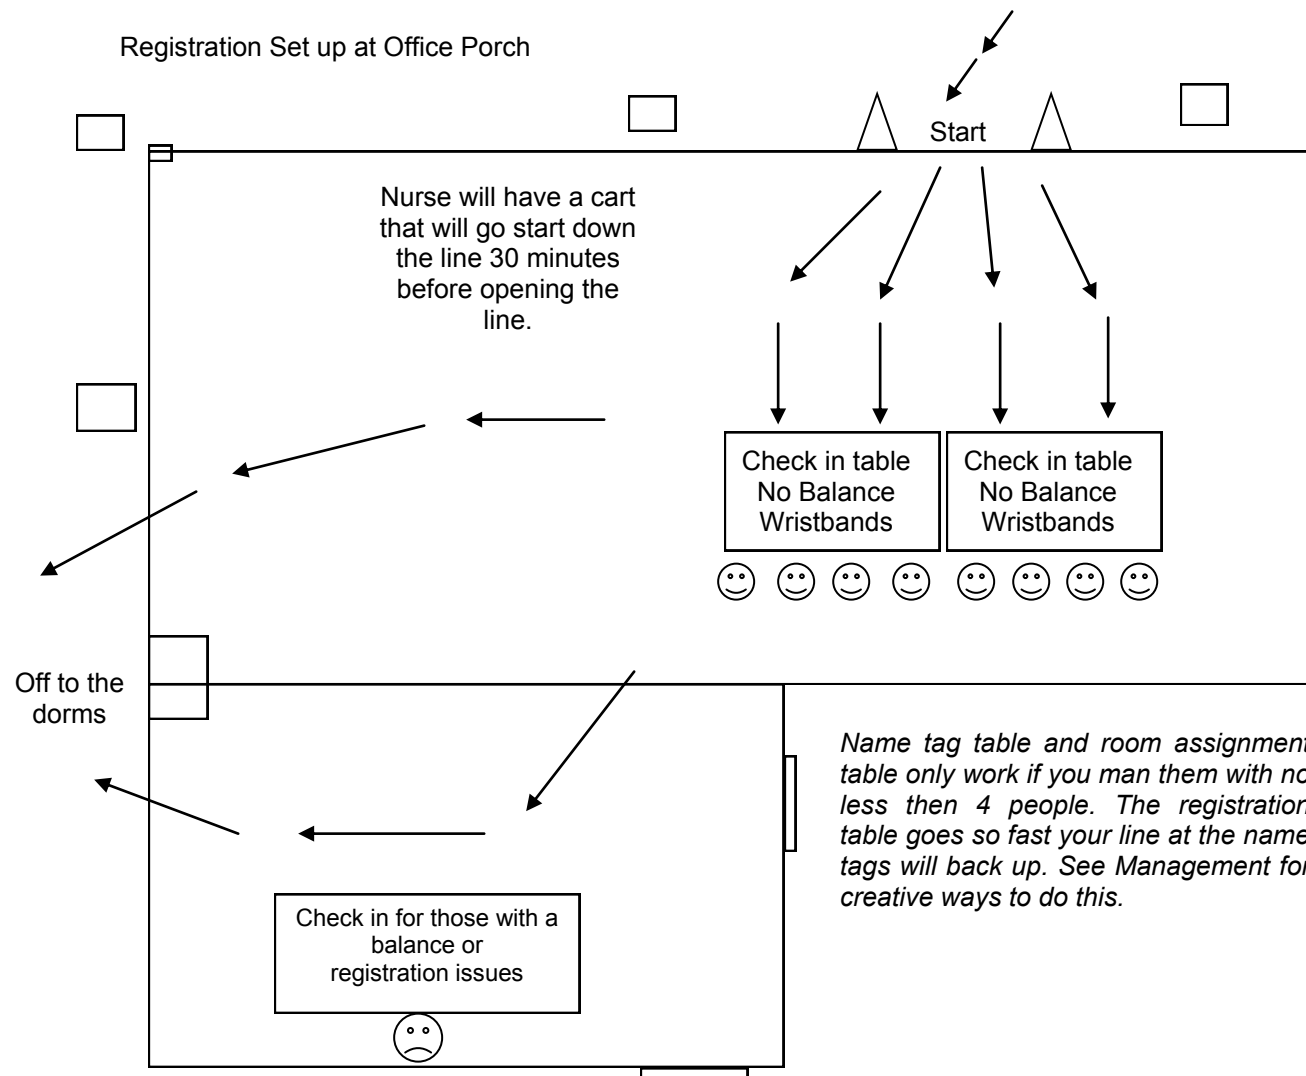 Registration Set up at Office Porch
Start
Nurse will have a cart
that will go start down
the line 30 minutes
before opening the
line.
Check in table
No Balance
Wristbands
Check in table
No Balance
Wristbands
Off to the
dorms
Name tag table and room assignment
table only work if you man them with no
less then 4 people. The registration
table goes so fast your line at the name
tags will back up. See Management for
creative ways to do this.
Check in for those with a
balance or
registration issues